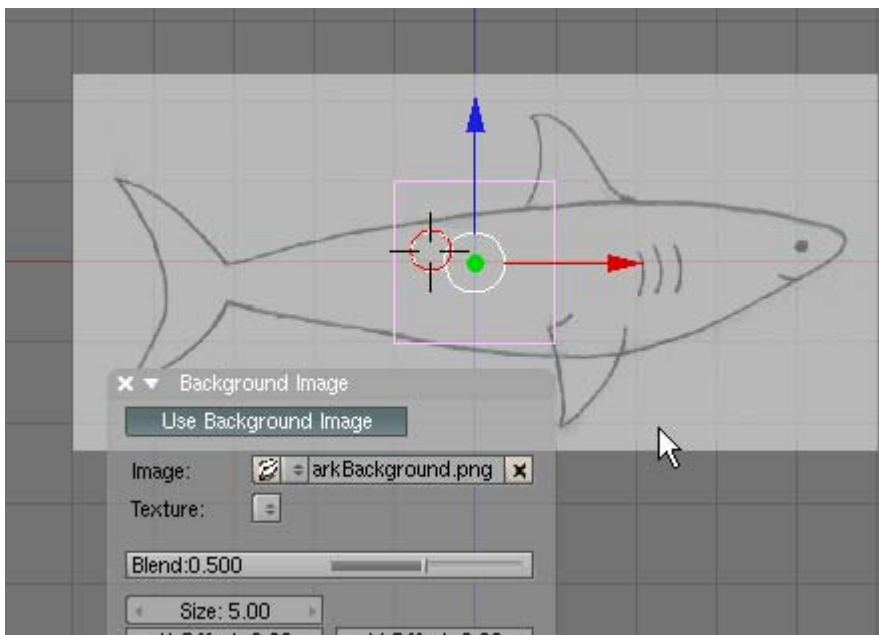 Background Image
Use Background Image
Image: arkBackground.png
Texture:
Blend:0.500
Size: 5.00